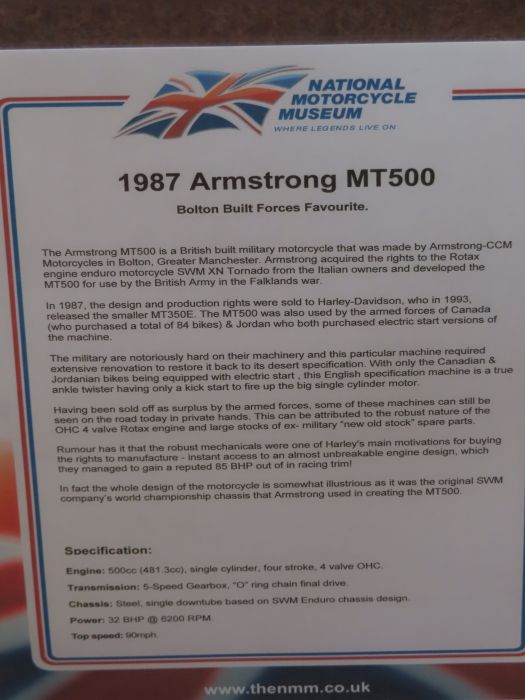 NATIONAL
MOTORCYCLE
MUSEUM
WHERE LEGENDS LIVE ON
1987 Armstrong MT500
Bolton Built Forces Favourite.
The Armstrong MT500 is a British built military motorcycle that was made by Armstrong-CCM
Motorcycles in Bolton, Greater Manchester. Armstrong acquired the rights to the Rotax
engine enduro motorcycle SWM XN Tornado from the Italian owners and developed the
MT500 for use by the British Army in the Falklands war.
In 1987, the design and production rights were sold to Harley-Davidson, who in 1993,
released the smaller MT350E. The MT500 was also used by the armed forces of Canada
(who purchased a total of 84 bikes) & Jordan who both purchased electric start versions of
the machine.
The military are notoriously hard on their machinery and this particular machine required
extensive renovation to restore it back to its desert specification. With only the Canadian &
Jordanian bikes being equipped with electric start , this English specification machine is a true
ankle twister having only a kick start to fire up the big single cylinder motor.
Having been sold off as surplus by the armed forces, some of these machines can still be
seen on the road today in private hands. This can be attributed to the robust nature of the
OHC 4 valve Rotax engine and large stocks of ex- military "new old stock" spare parts.
Rumour has it that the robust mechanicals were one of Harley's main motivations for buying
the rights to manufacture - instant access to an almost unbreakable engine design, which
they managed to gain a reputed 85 BHP out of in racing trim!
In fact the whole design of the motorcycle is somewhat illustrious as it was the original SWM
company's world championship chassis that Armstrong used in creating the MT500.
Specification:
Engine: 500cc (481.3cc), single cylinder, four stroke, 4 valve OHC.
Transmission: 5-Speed Gearbox, "O" ring chain final drive.
Chassis: Steel, single downtube based on SWM Enduro chassis design.
Power: 32 BHP @ 6200 RPM.
Top speed: 90mph.
www.thenmm.co.uk